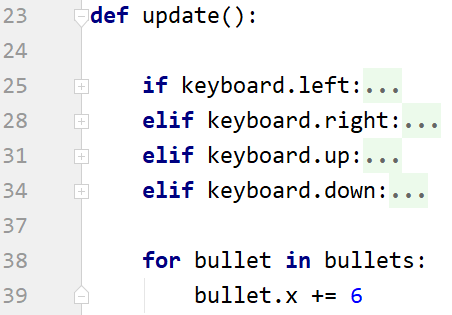 23 def update():
24
25 if keyboard.left:...
28 elif keyboard.right:...
31 elif keyboard.up:...
34 elif keyboard.down:...
37
38 for bullet in bullets:
39 bullet.x += 6